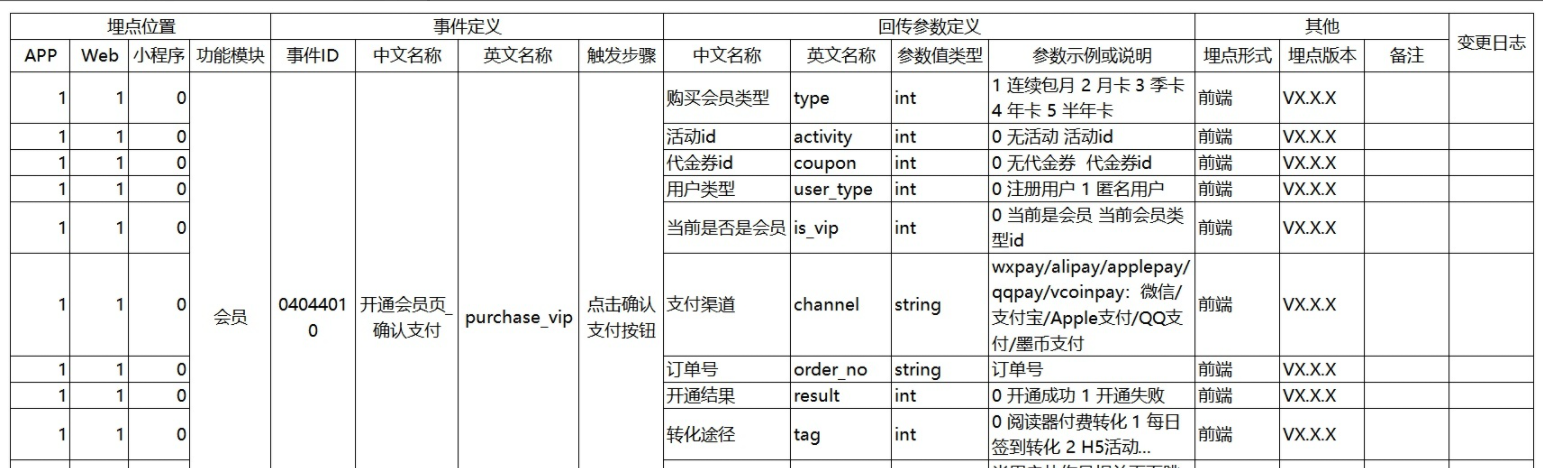 埋点位置 事件定义 回传参数定义 其他 变更日志
APP Web 小程序 功能模块 事件ID 中文名称 英文名称 触发步骤 中文名称 英文名称 参数值类型 参数示例或说明 埋点形式 埋点版本 备注
1 1 0 购买会员类型 type int 1 连续包月 2 月卡 3 季卡 前端 VX.X.X
4 年卡 5 半年卡
1 1 0 活动id activity int 0 无活动 活动id 前端 VX.X.X
1 1 0 代金券id coupon int 0 无代金券 代金券id 前端 VX.X.X
1 1 0 用户类型 user_type int 0 注册用户 1 匿名用户 前端 VX.X.X
1 1 0 当前是否是会员 is_vip int 0 当前是会员 当前会员类 前端 VX.X.X
型id
会员 0404401 开通会员页_ purchase_vip 点击确认
0 确认支付 支付按钮
1 1 0 支付渠道 channel string wxpay/alipay/applepay/ 前端 VX.X.X
qqpay/vcoinpay：微信/
支付宝/Apple支付/QQ支
付/墨币支付
1 1 0 订单号 order_no string 订单号 前端 VX.X.X
1 1 0 开通结果 result int 0 开通成功 1 开通失败 前端 VX.X.X
1 1 0 转化途径 tag int 0 阅读器付费转化 1 每日 前端 VX.X.X
签到转化 2 H5活动...